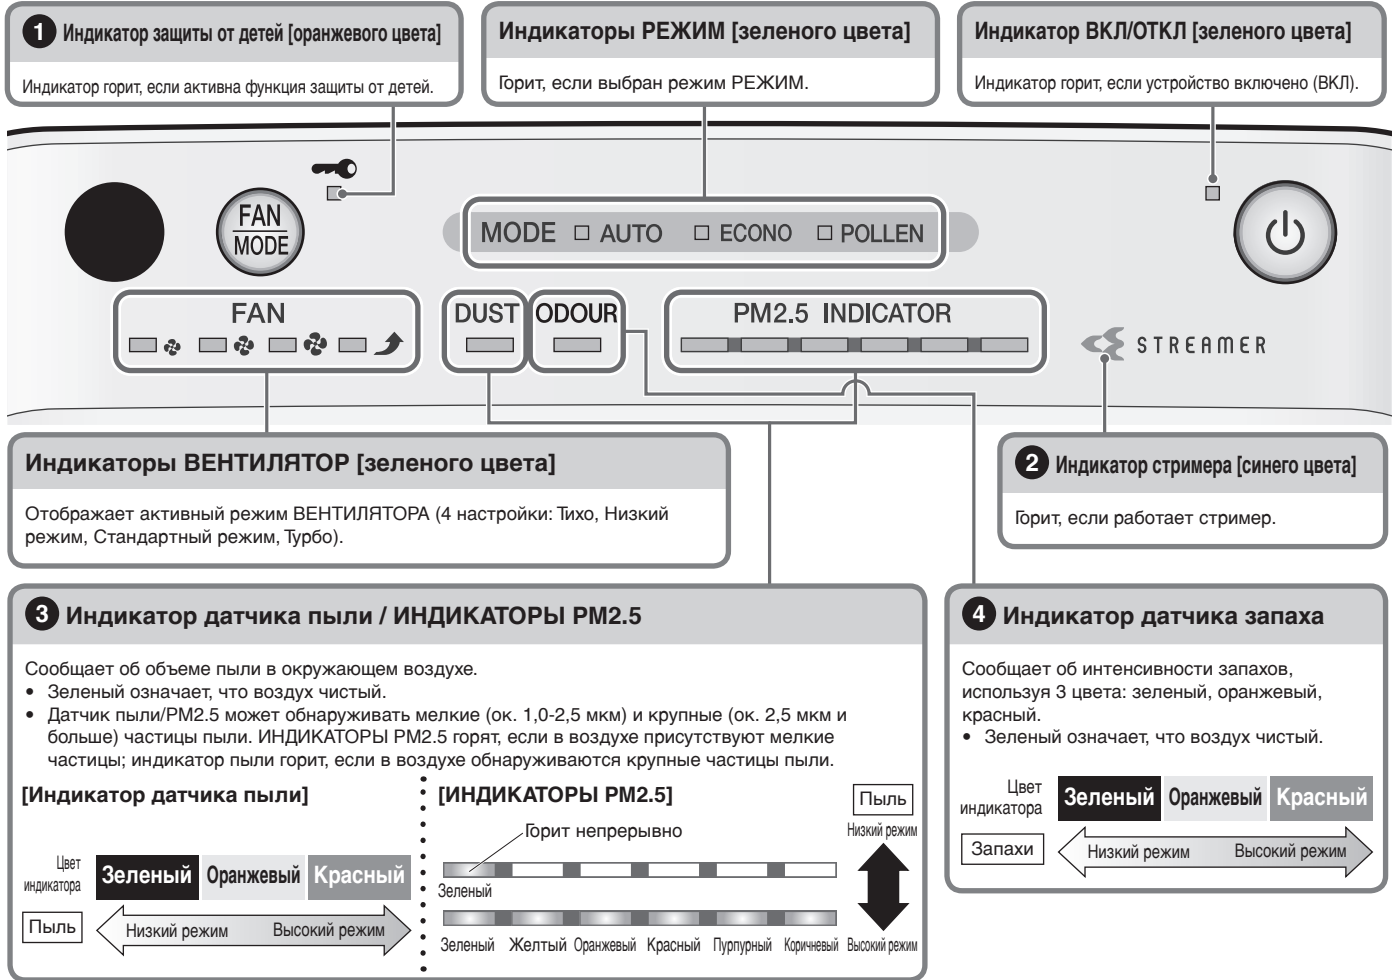 1 Индикатор защиты от детей [оранжевого цвета]
Индикатор горит, если активна функция защиты от детей.
Индикаторы РЕЖИМ [зеленого цвета]
Горит, если выбран режим РЕЖИМ.
Индикатор ВКЛ/ОТКЛ [зеленого цвета]
Индикатор горит, если устройство включено (ВКЛ).
FAN
MODE
MODE AUTO ECONO POLLEN
FAN
DUST
ODOUR
PM2.5 INDICATOR
STREAMER
Индикаторы ВЕНТИЛЯТОР [зеленого цвета]
Отображает активный режим ВЕНТИЛЯТОРА (4 настройки: Тихо, Низкий
режим, Стандартный режим, Турбо).
2 Индикатор стримера [синего цвета]
Горит, если работает стример.
3 Индикатор датчика пыли / ИНДИКАТОРЫ PM2.5
Сообщает об объеме пыли в окружающем воздухе.
• Зеленый означает, что воздух чистый.
• Датчик пыли/PM2.5 может обнаруживать мелкие (ок. 1,0-2,5 мкм) и крупные (ок. 2,5 мкм и
больше) частицы пыли. ИНДИКАТОРЫ PM2.5 горят, если в воздухе присутствуют мелкие
частицы; индикатор пыли горит, если в воздухе обнаруживаются крупные частицы пыли.
[Индикатор датчика пыли]
Цвет
индикатора
Зеленый Оранжевый Красный
Пыль
Низкий режим Высокий режим
[ИНДИКАТОРЫ PM2.5]
Горит непрерывно
Зеленый
Зеленый Желтый Оранжевый Красный Пурпурный Коричневый
Пыль
Низкий режим
Высокий режим
4 Индикатор датчика запаха
Сообщает об интенсивности запахов,
используя 3 цвета: зеленый, оранжевый,
красный.
• Зеленый означает, что воздух чистый.
Цвет
индикатора
Зеленый Оранжевый Красный
Запахи
Низкий режим Высокий режим